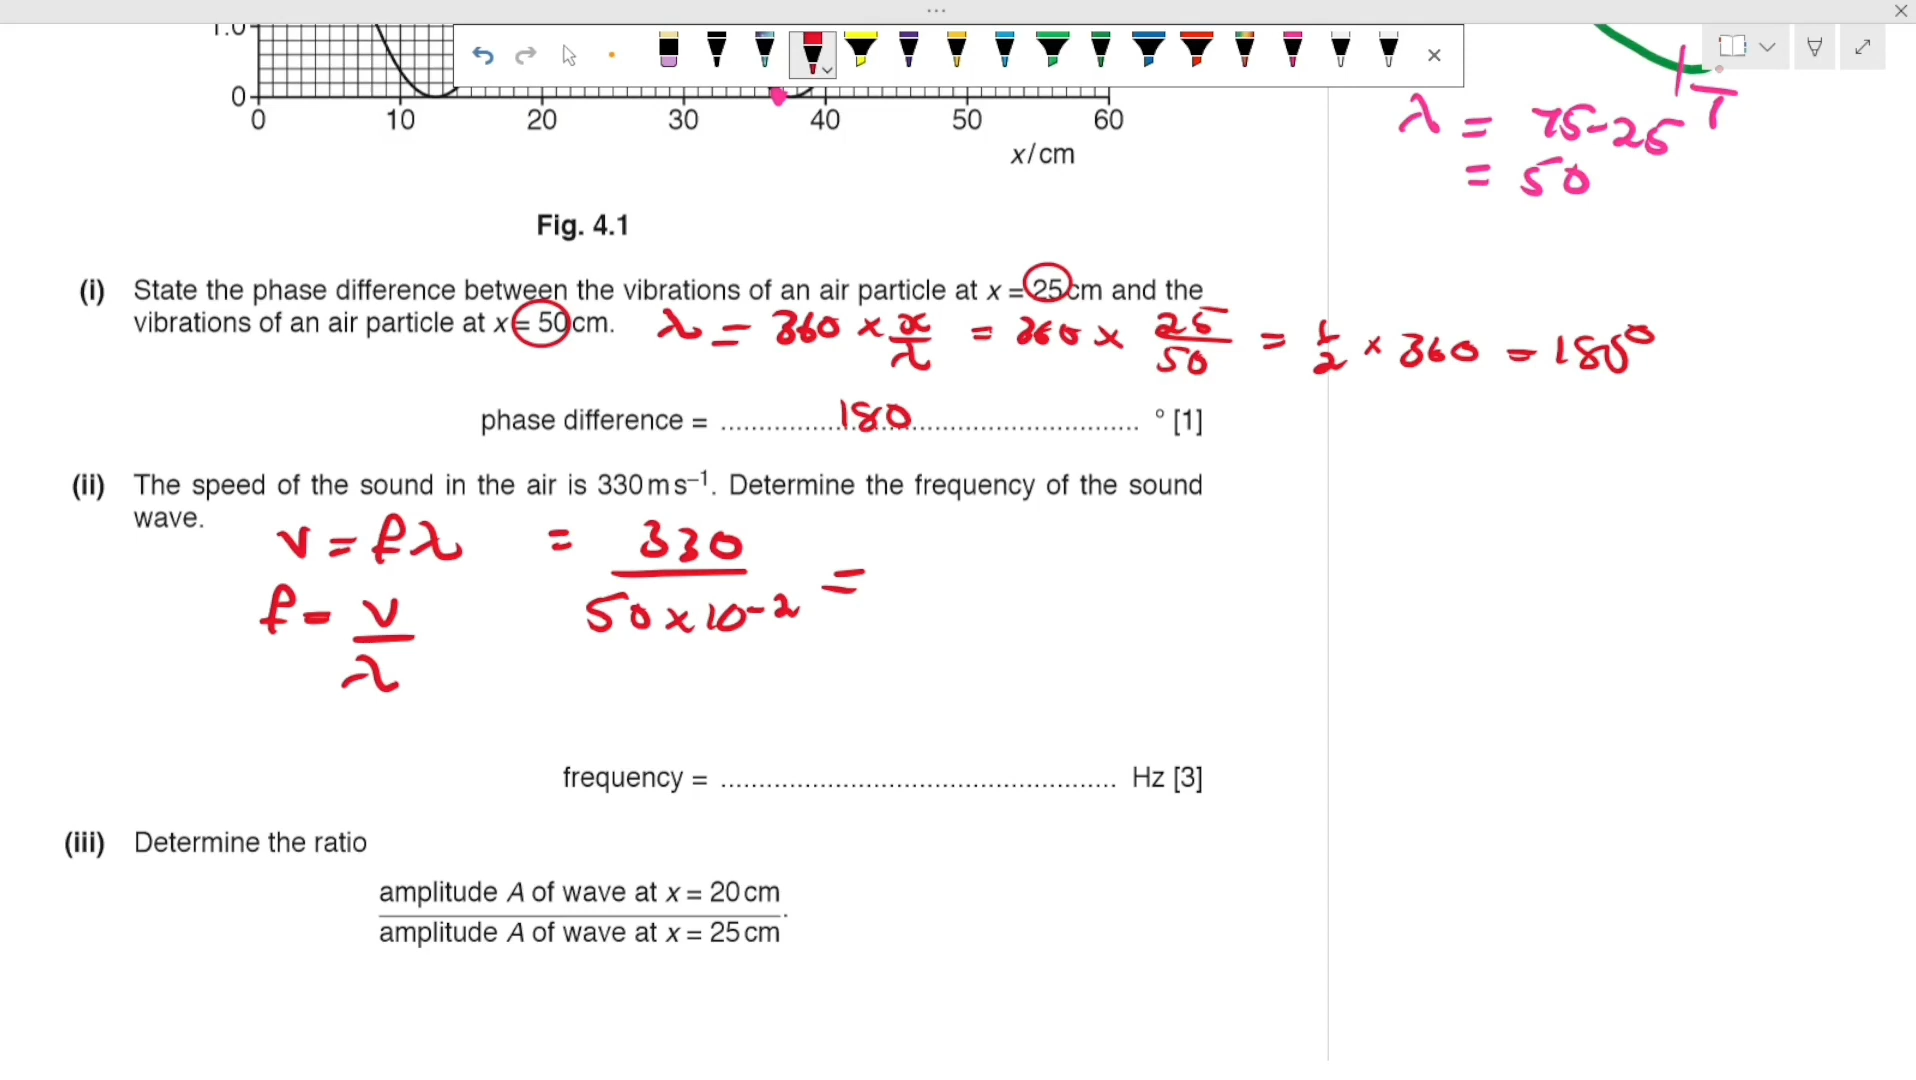 1.0
0
0 10 20 30 40 50 60
x/cm
λ = 75-25
= 50
Fig. 4.1
(i) State the phase difference between the vibrations of an air particle at x = 25 cm and the
vibrations of an air particle at x = 50 cm.
λ = 360 × x/λ = 360 × 25/50 = 1/2 × 360 = 180°
phase difference = ........180........ ° [1]
(ii) The speed of the sound in the air is 330 m s⁻¹. Determine the frequency of the sound
wave.
v = fλ = 330 / 50×10⁻² =
f = v/λ
frequency = ................ Hz [3]
(iii) Determine the ratio
amplitude A of wave at x = 20 cm
amplitude A of wave at x = 25 cm.